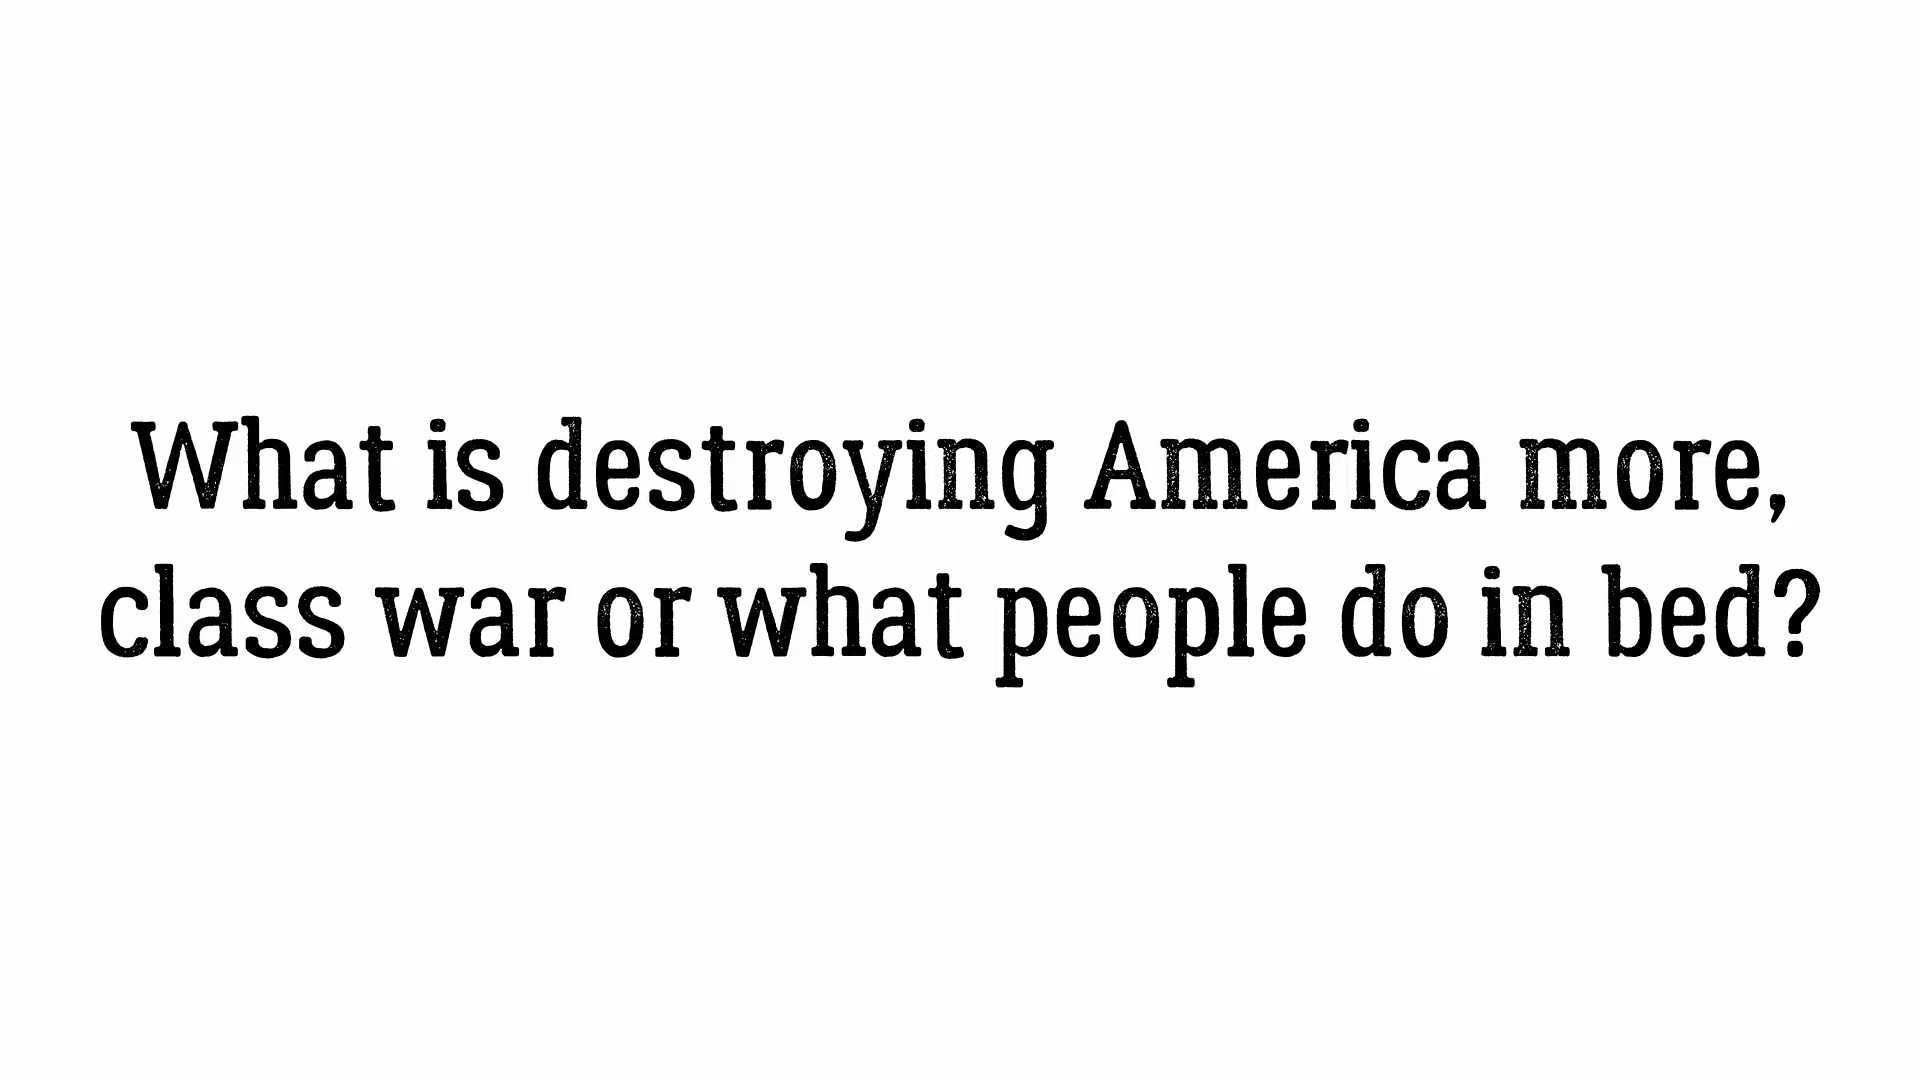 What is destroying America more,
class war or what people do in bed?